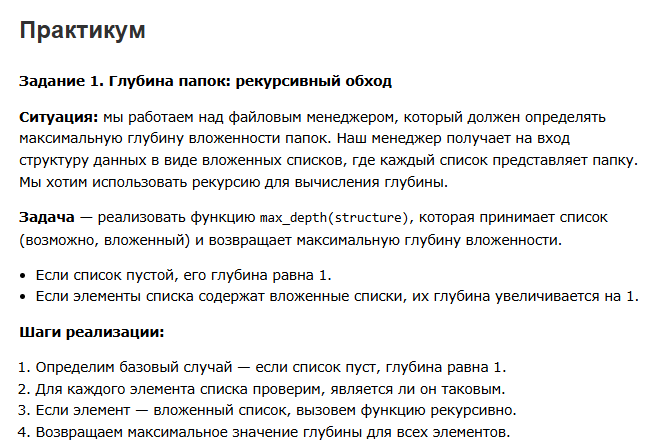 Практикум
Задание 1. Глубина папок: рекурсивный обход
Ситуация: мы работаем над файловым менеджером, который должен определять
максимальную глубину вложенности папок. Наш менеджер получает на вход
структуру данных в виде вложенных списков, где каждый список представляет папку.
Мы хотим использовать рекурсию для вычисления глубины.
Задача — реализовать функцию max_depth(structure), которая принимает список
(возможно, вложенный) и возвращает максимальную глубину вложенности.
• Если список пустой, его глубина равна 1.
• Если элементы списка содержат вложенные списки, их глубина увеличивается на 1.
Шаги реализации:
1. Определим базовый случай — если список пуст, глубина равна 1.
2. Для каждого элемента списка проверим, является ли он таковым.
3. Если элемент — вложенный список, вызовем функцию рекурсивно.
4. Возвращаем максимальное значение глубины для всех элементов.